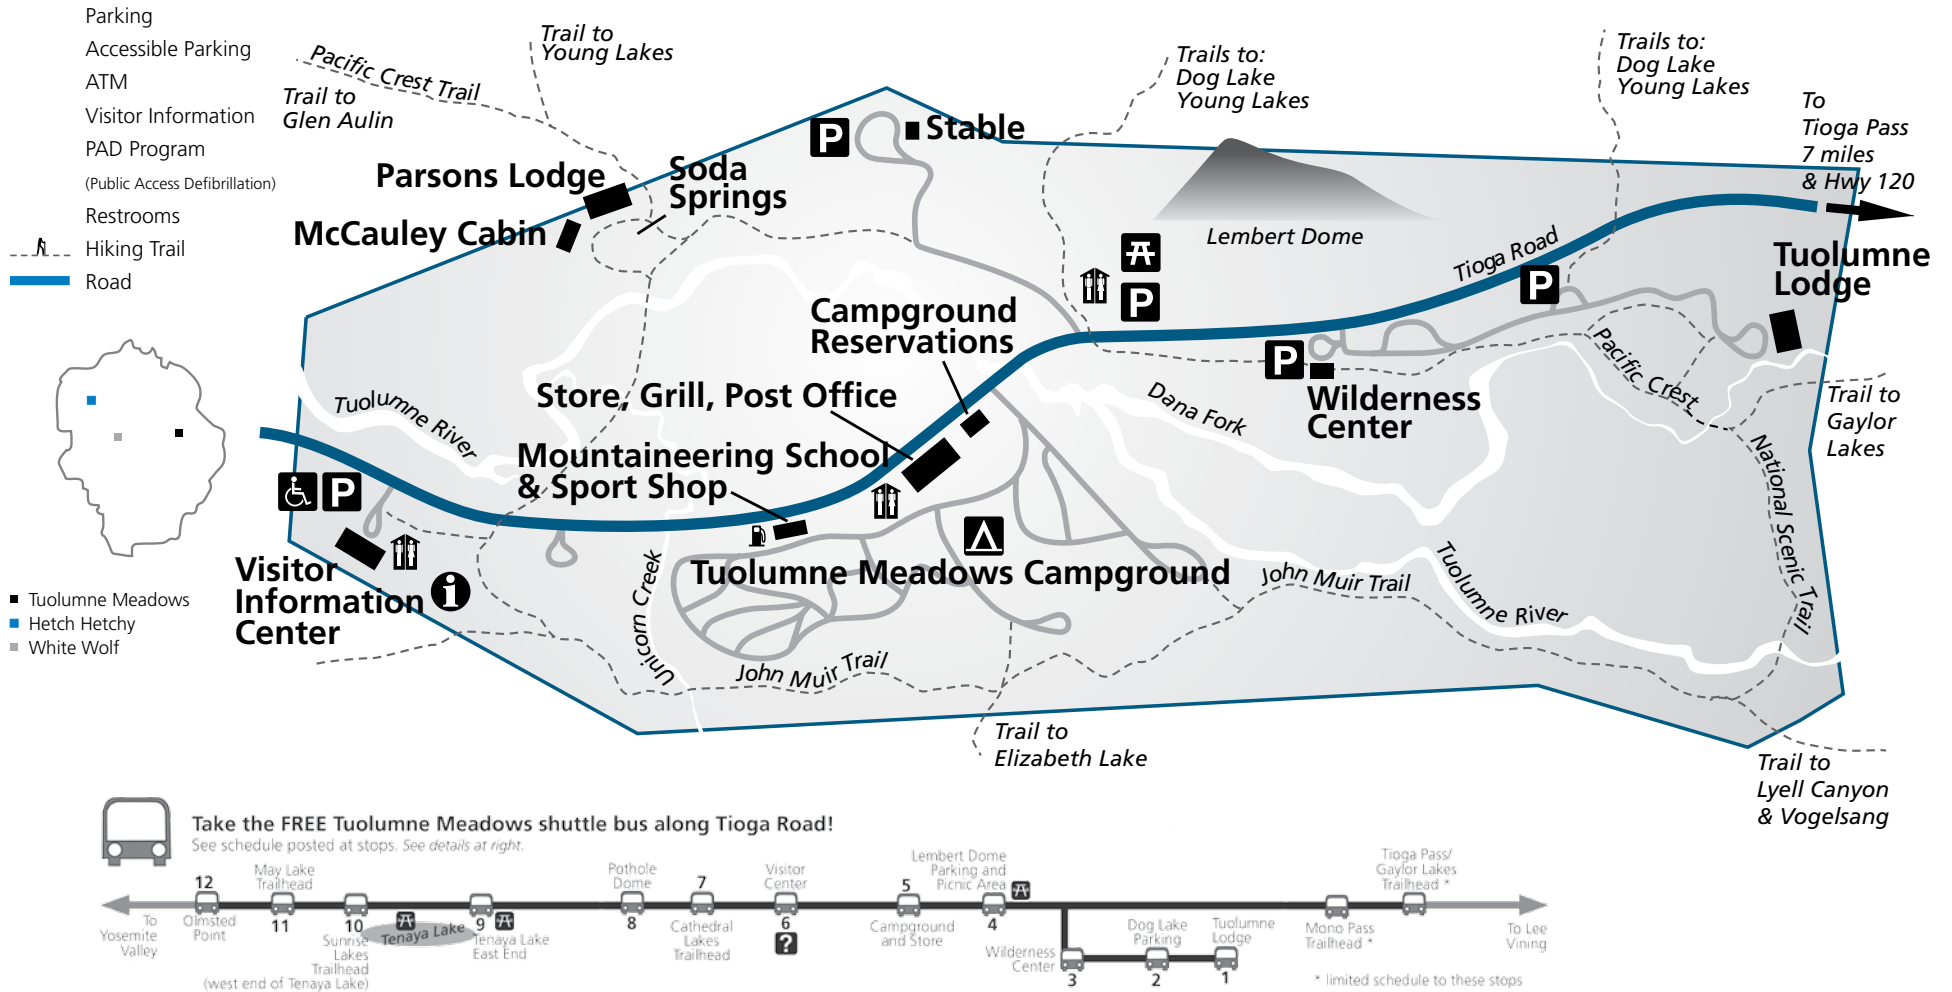 Parking
Accessible Parking
ATM
Visitor Information
PAD Program
(Public Access Defibrillation)
Restrooms
Hiking Trail
Road
Pacific Crest Trail
Trail to
Glen Aulin
Trail to
Young Lakes
Trails to:
Dog Lake
Young Lakes
Trails to:
Dog Lake
Young Lakes
To
Tioga Pass
7 miles
& Hwy 120
P
Stable
Parsons Lodge
Soda
Springs
McCauley Cabin
Lembert Dome
Tioga Road
Tuolumne
Lodge
P
P
Campground
Reservations
P
Wilderness
Center
Pacific Crest
National Scenic Trail
Trail to
Gaylor
Lakes
Store, Grill, Post Office
Dana Fork
Tuolumne River
Mountaineering School
& Sport Shop
P
Visitor
Information
Center
i
Tuolumne Meadows Campground
Unicorn Creek
John Muir Trail
John Muir Trail
Tuolumne River
Trail to
Elizabeth Lake
Trail to
Lyell Canyon
& Vogelsang
Tuolumne Meadows
Hetch Hetchy
White Wolf
Take the FREE Tuolumne Meadows shuttle bus along Tioga Road!
See schedule posted at stops. See details at right.
To
Yosemite
Valley
12
Olmsted
Point
May Lake
Trailhead
11
10
Sunrise
Lakes
Trailhead
(west end of Tenaya Lake)
Tenaya Lake
9
Tenaya Lake
East End
Pothole
Dome
8
7
Cathedral
Lakes
Trailhead
Visitor
Center
6
?
5
Campground
and Store
Lembert Dome
Parking and
Picnic Area
4
Wilderness
Center
3
Dog Lake
Parking
2
Tuolumne
Lodge
1
Mono Pass
Trailhead *
Tioga Pass/
Gaylor Lakes
Trailhead *
To Lee
Vining
* limited schedule to these stops